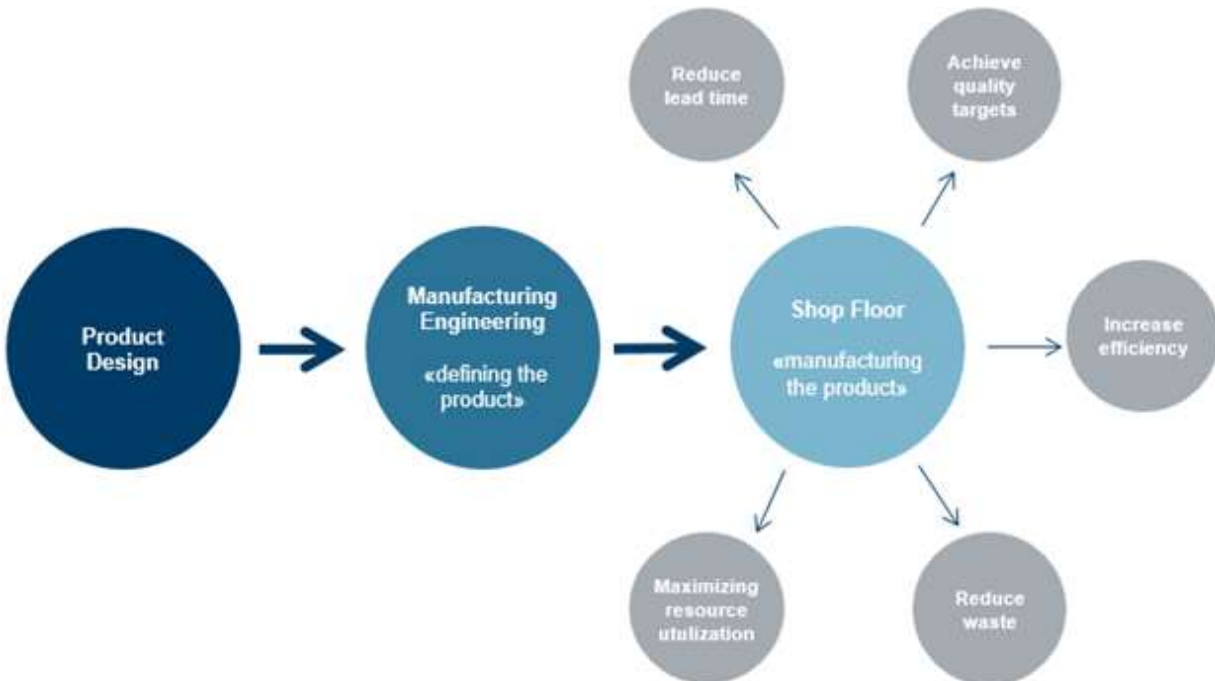 Reduce
lead time
Achieve
quality
targets
Product
Design
Manufacturing
Engineering
«defining the
product»
Shop Floor
«manufacturing
the product»
Increase
efficiency
Maximizing
resource
utulization
Reduce
waste